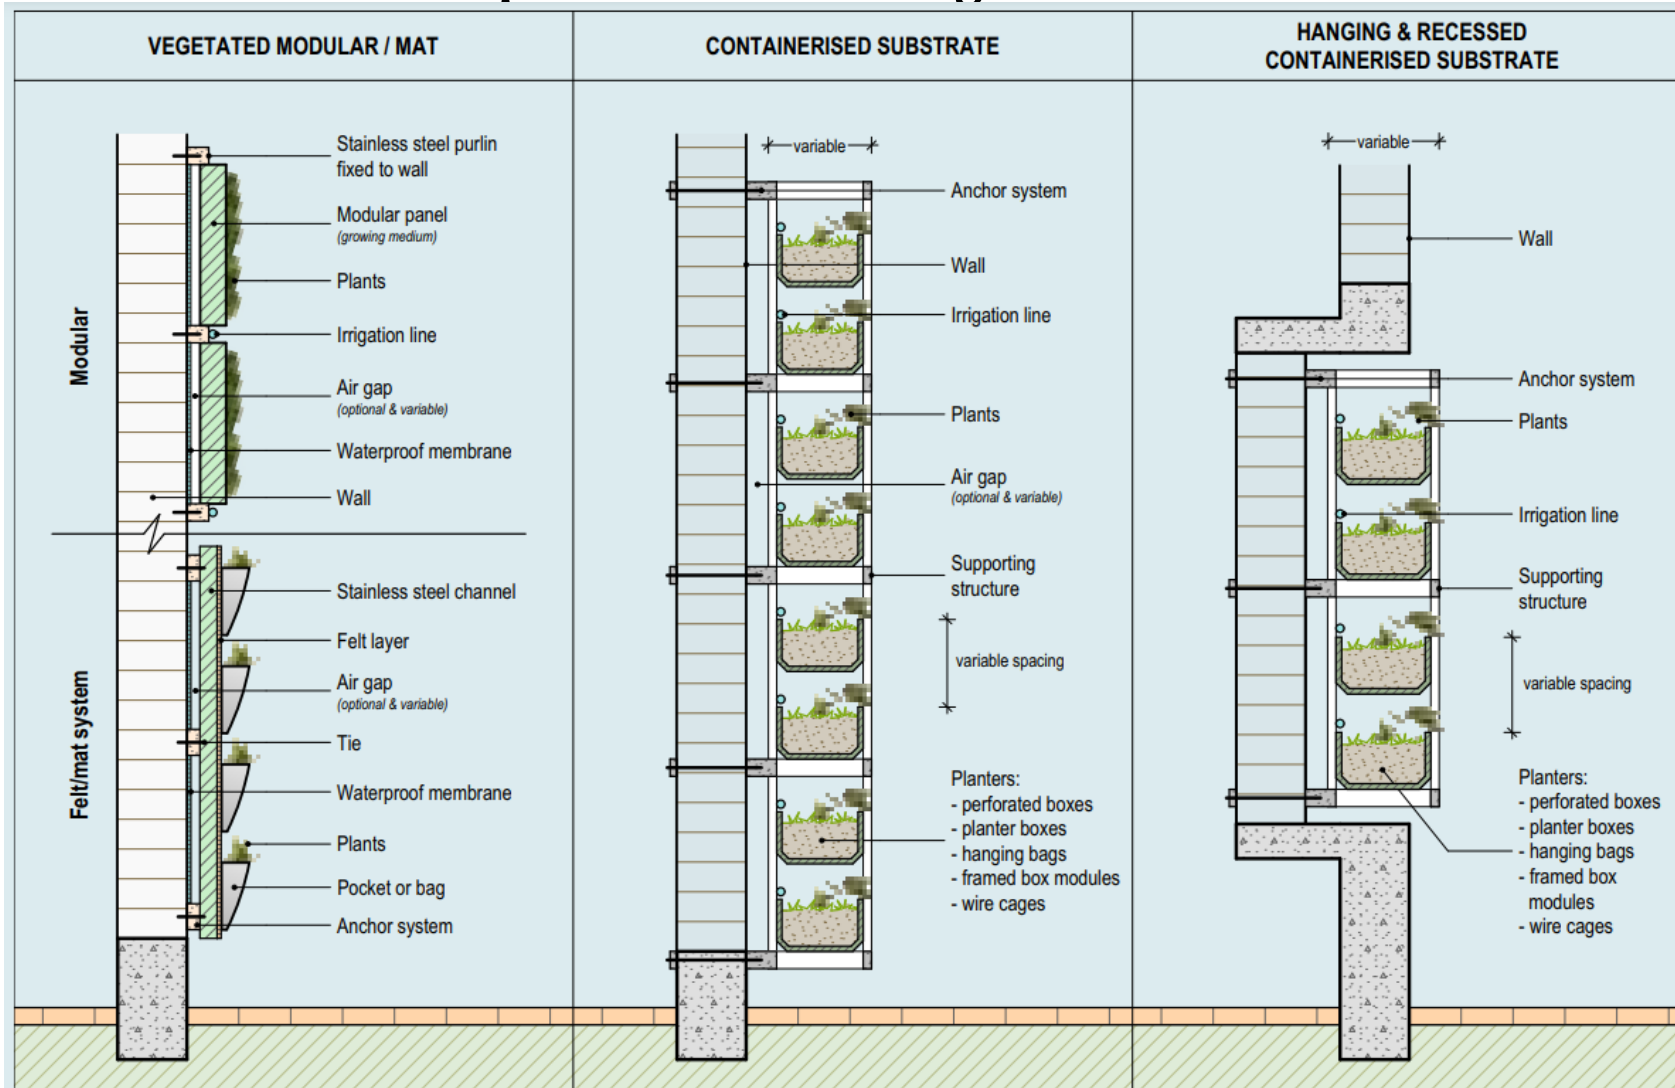 VEGETATED MODULAR / MAT
Modular
Stainless steel purlin
fixed to wall
Modular panel
(growing medium)
Plants
Irrigation line
Air gap
(optional & variable)
Waterproof membrane
Wall
Felt/mat system
Stainless steel channel
Felt layer
Air gap
(optional & variable)
Tie
Waterproof membrane
Plants
Pocket or bag
Anchor system
CONTAINERISED SUBSTRATE
variable
Anchor system
Wall
Irrigation line
Plants
Air gap
(optional & variable)
Supporting
structure
variable spacing
Planters:
- perforated boxes
- planter boxes
- hanging bags
- framed box modules
- wire cages
HANGING & RECESSED
CONTAINERISED SUBSTRATE
variable
Wall
Anchor system
Plants
Irrigation line
Supporting
structure
variable spacing
Planters:
- perforated boxes
- planter boxes
- hanging bags
- framed box
modules
- wire cages